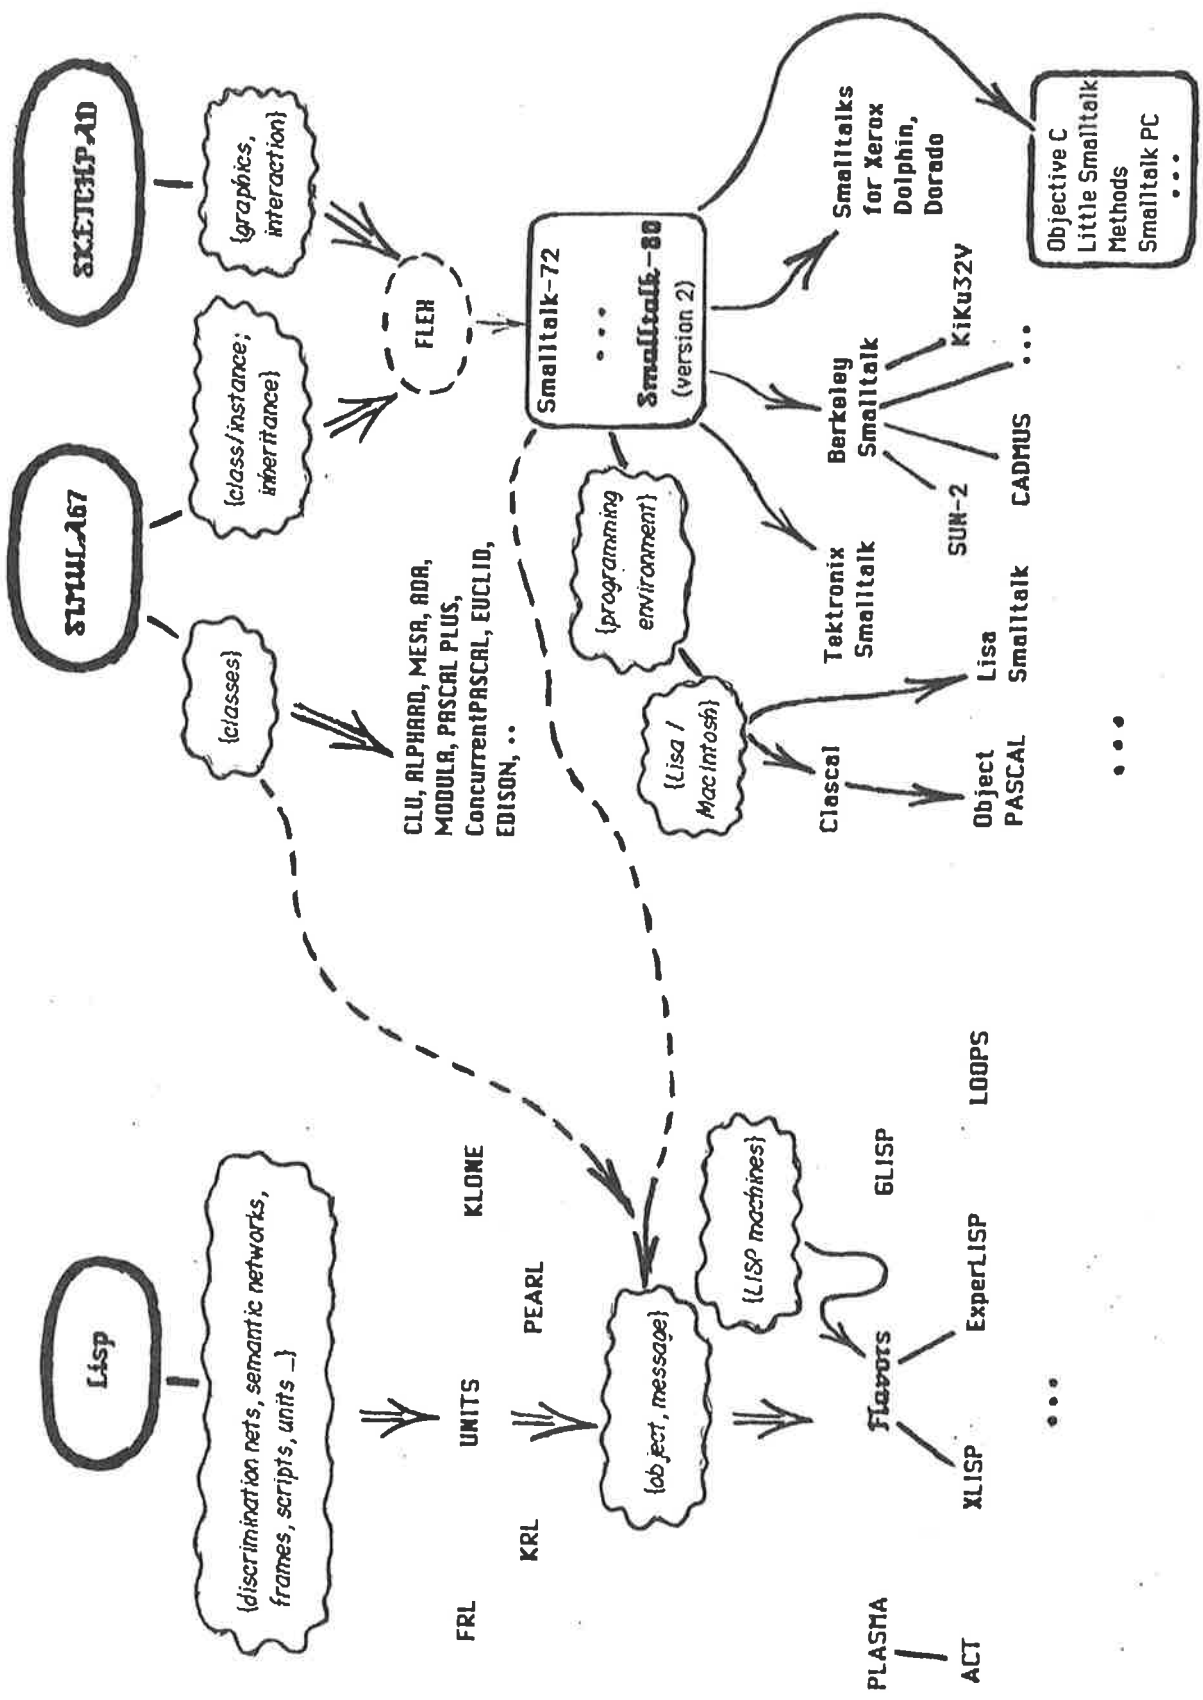 Lisp
SIMULA67
SKETCHPAD
{discrimination nets, semantic networks,
frames, scripts, units _}
{classes}
{class/instance;
inheritance}
{graphics,
interaction}
FRL
KRL
UNITS
PEARL
KLONE
CLU, ALPHARD, MESA, ADA,
MODULA, PASCAL PLUS,
ConcurrentPASCAL, EUCLID,
EDISON, ..
FLEX
{object, message}
{LISP machines}
Smalltalk-72
...
Smalltalk-80
(version 2)
{programming
environment}
{Lisa /
MacIntosh}
PLASMA
ACT
Flavors
XLISP
ExperLISP
GLISP
LOOPS
...
Clascal
Object
PASCAL
Lisa
Smalltalk
...
Tektronix
Smalltalk
Berkeley
Smalltalk
SUN-2
CADMUS
...
KiKu32V
Smalltalks
for Xerox
Dolphin,
Dorado
Objective C
Little Smalltalk
Methods
Smalltalk PC
...